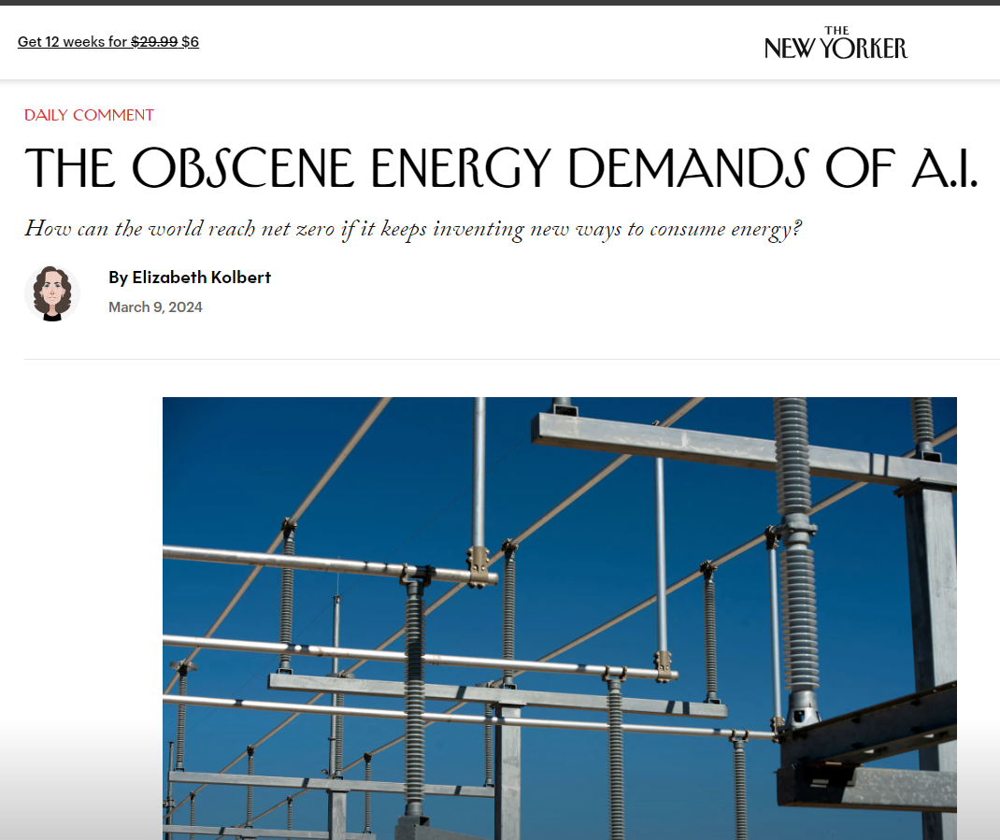 Get 12 weeks for $29.99 $6
THE
NEW YORKER
DAILY COMMENT
THE OBSCENE ENERGY DEMANDS OF A.I.
How can the world reach net zero if it keeps inventing new ways to consume energy?
By Elizabeth Kolbert
March 9, 2024